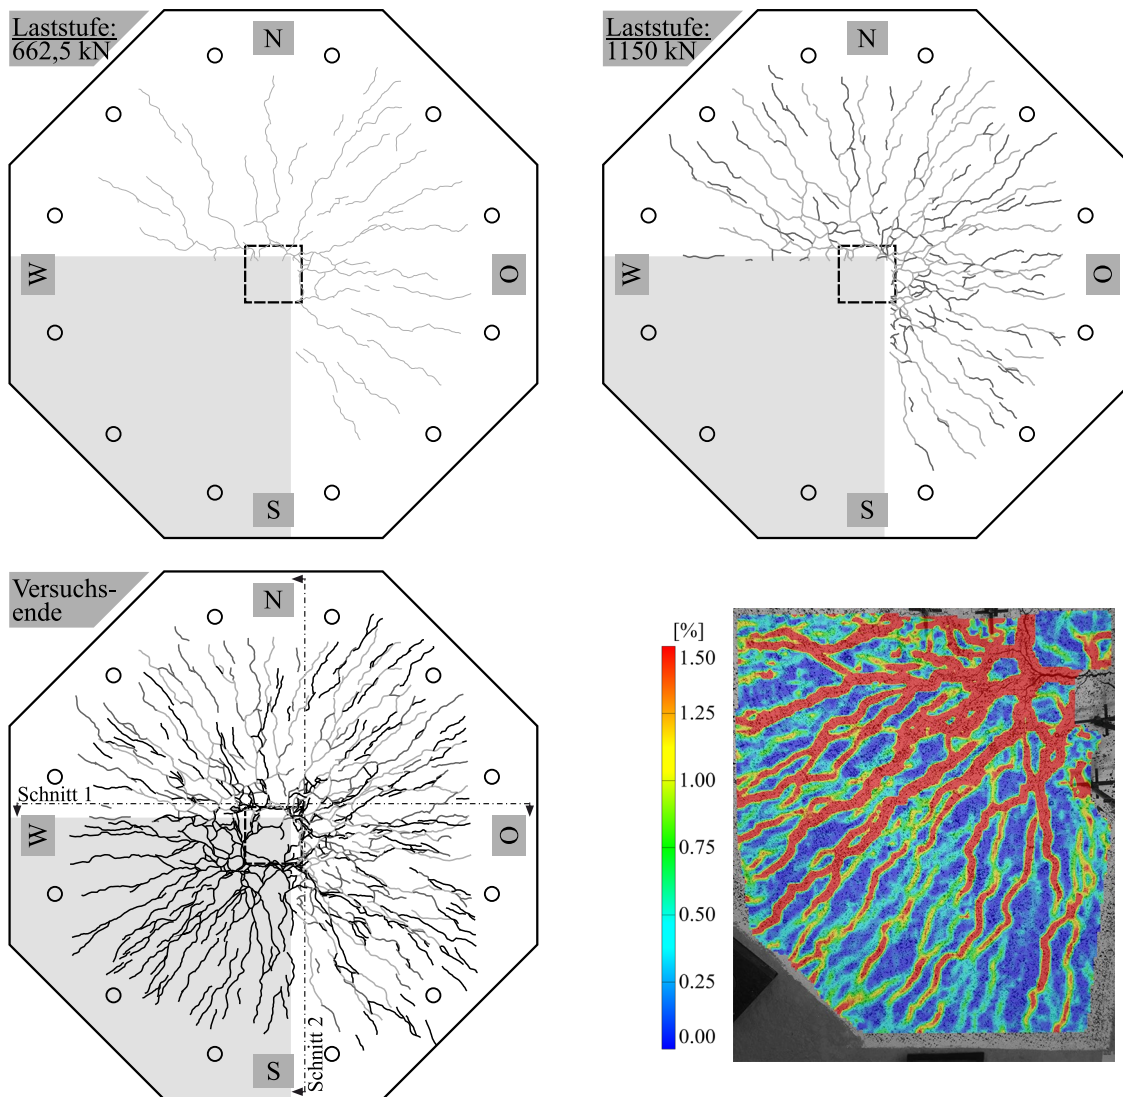 Laststufe:
662,5 kN
N
W
O
S
Laststufe:
1150 kN
N
W
O
S
Versuchs-
ende
N
Schnitt 1
W
O
Schnitt 2
S
[%]
1.50
1.25
1.00
0.75
0.50
0.25
0.00